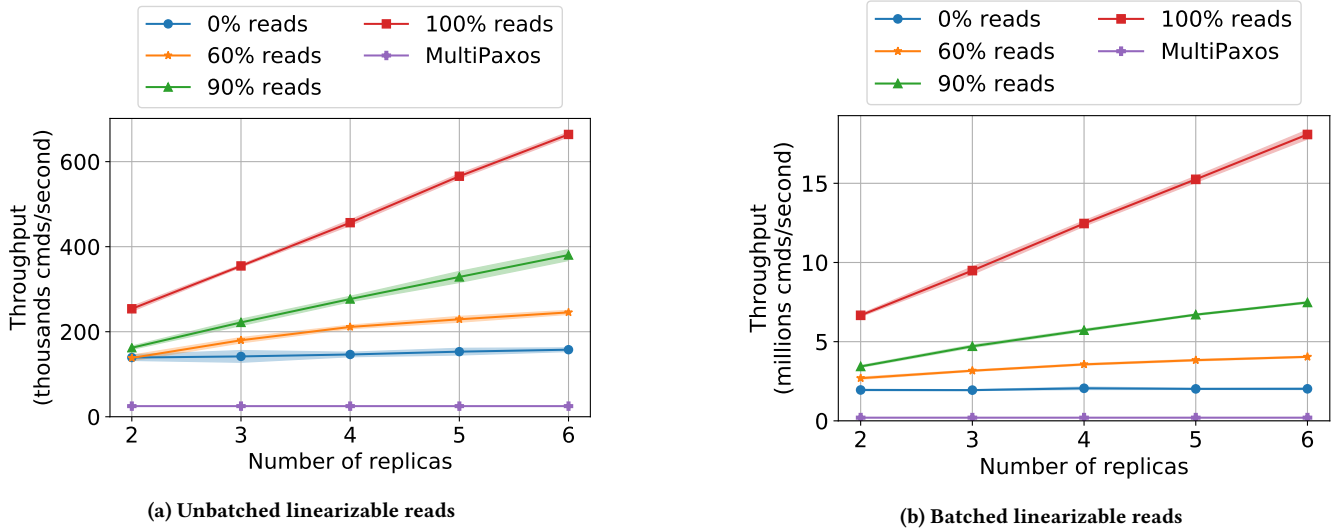 0% reads
60% reads
90% reads
100% reads
MultiPaxos
600
400
200
0
Throughput
(thousands cmds/second)
2 3 4 5 6
Number of replicas
(a) Unbatched linearizable reads
0% reads
60% reads
90% reads
100% reads
MultiPaxos
15
10
5
0
Throughput
(millions cmds/second)
2 3 4 5 6
Number of replicas
(b) Batched linearizable reads